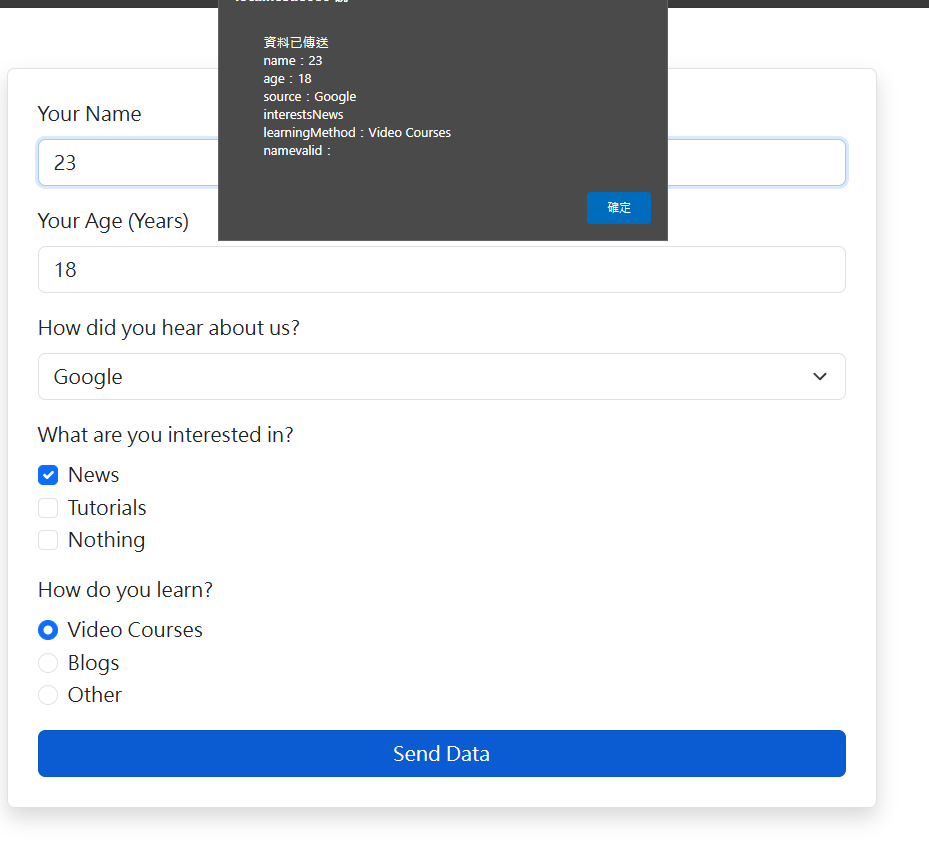 資料已傳送
name：23
age：18
source：Google
interestsNews
learningMethod：Video Courses
namevalid：
確定
Your Name
23
Your Age (Years)
18
How did you hear about us?
Google
What are you interested in?
News
Tutorials
Nothing
How do you learn?
Video Courses
Blogs
Other
Send Data